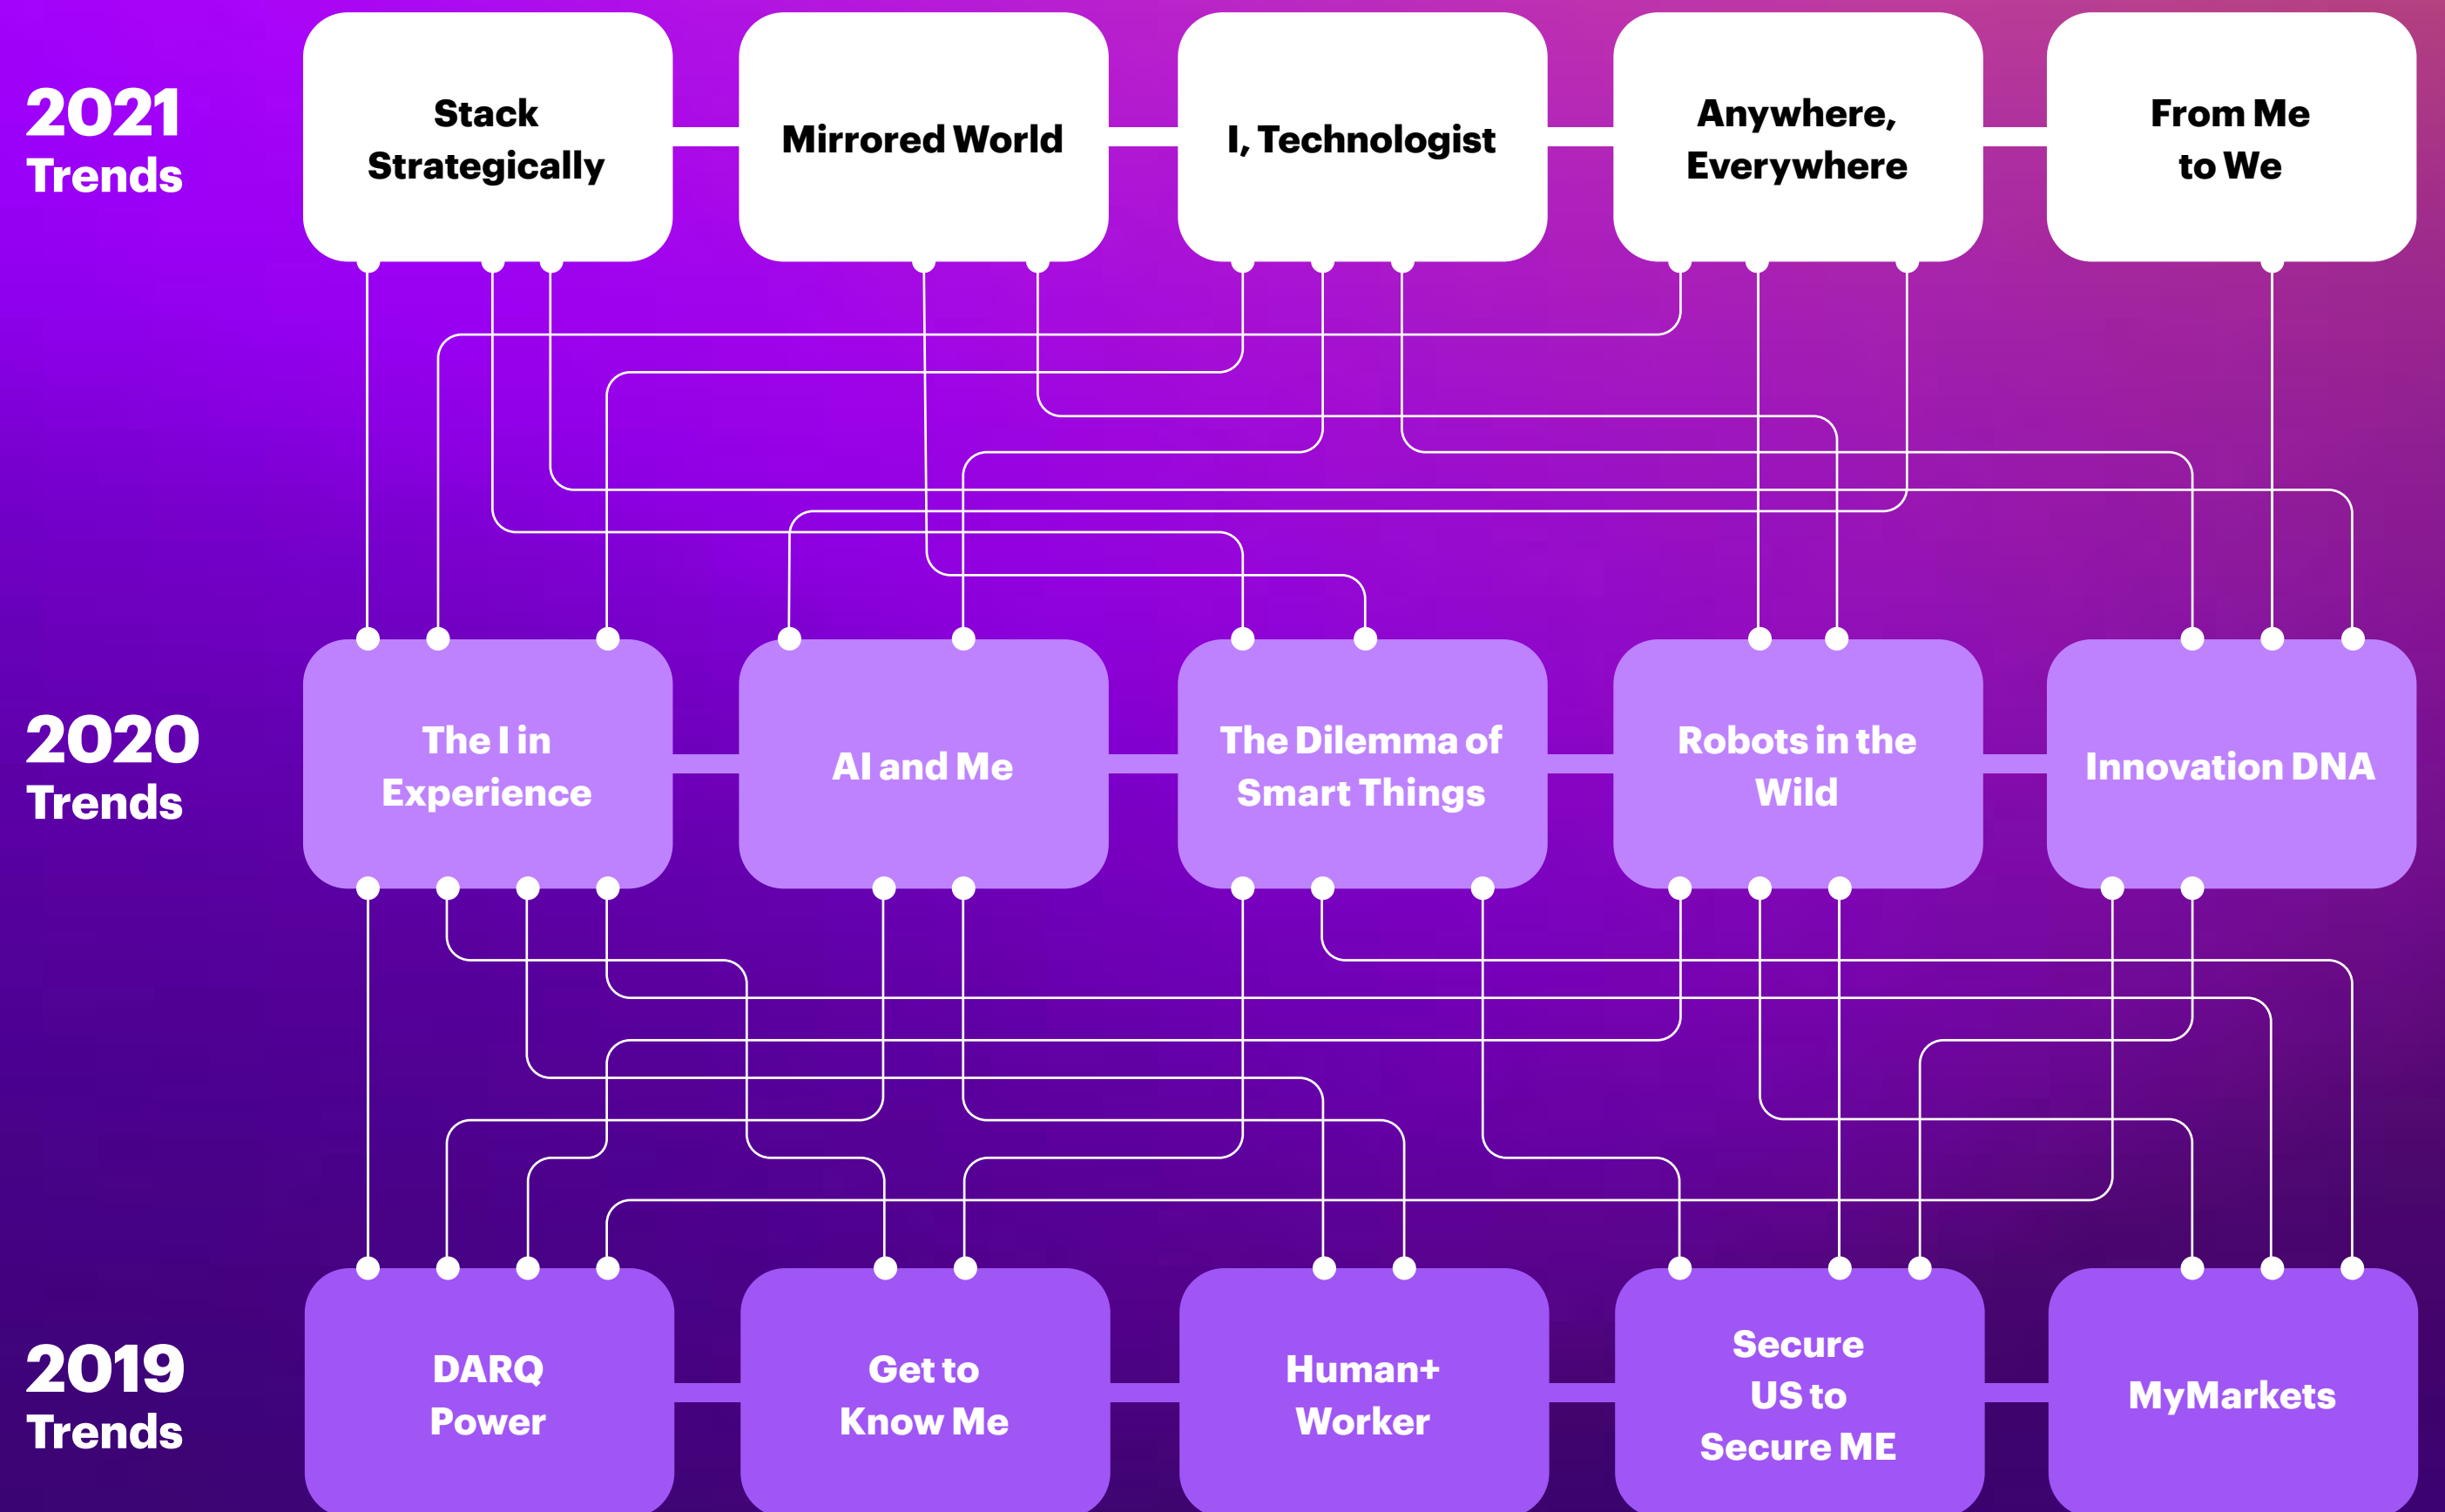 2021
Trends
Stack
Strategically
Mirrored World
I, Technologist
Anywhere,
Everywhere
From Me
to We
2020
Trends
The I in
Experience
AI and Me
The Dilemma of
Smart Things
Robots in the
Wild
Innovation DNA
2019
Trends
DARQ
Power
Get to
Know Me
Human+
Worker
Secure
US to
Secure ME
MyMarkets